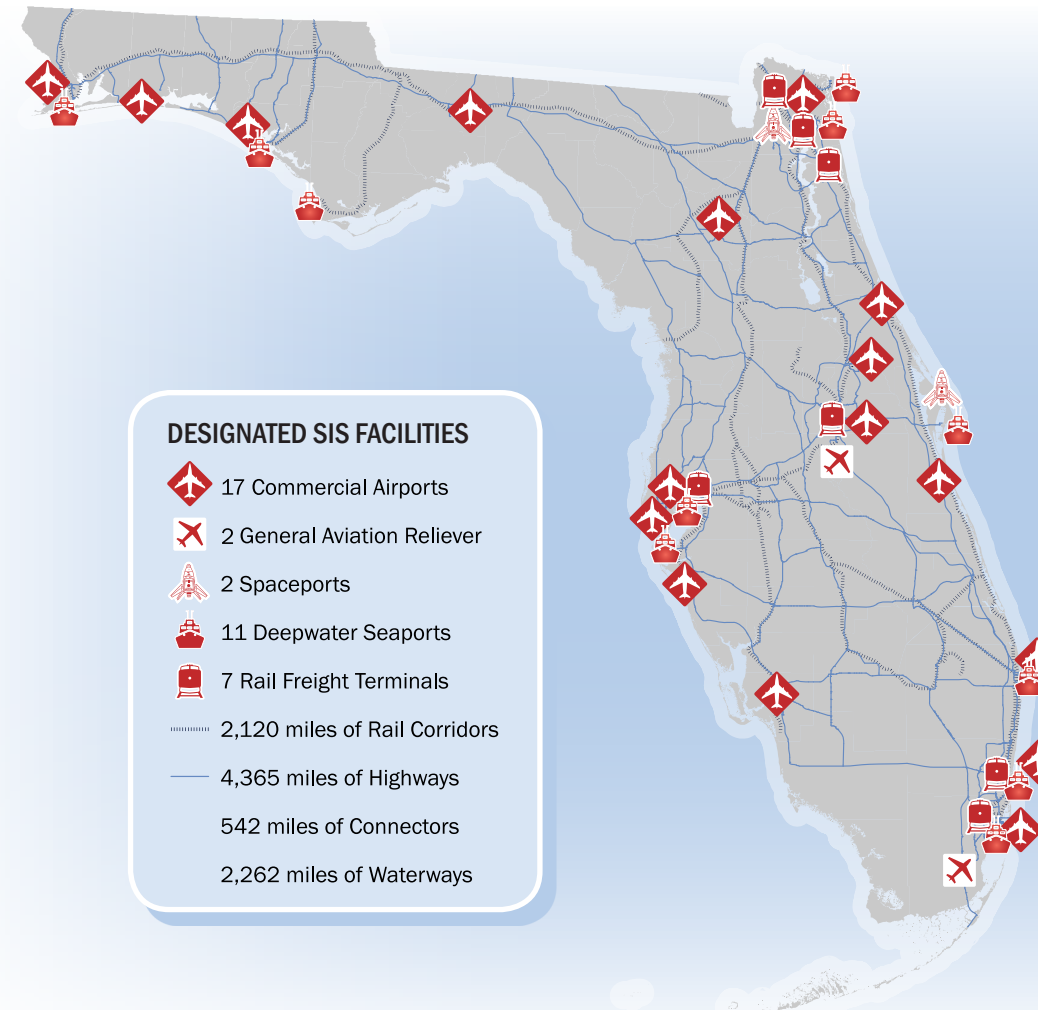 DESIGNATED SIS FACILITIES
17 Commercial Airports
2 General Aviation Reliever
2 Spaceports
11 Deepwater Seaports
7 Rail Freight Terminals
2,120 miles of Rail Corridors
4,365 miles of Highways
542 miles of Connectors
2,262 miles of Waterways